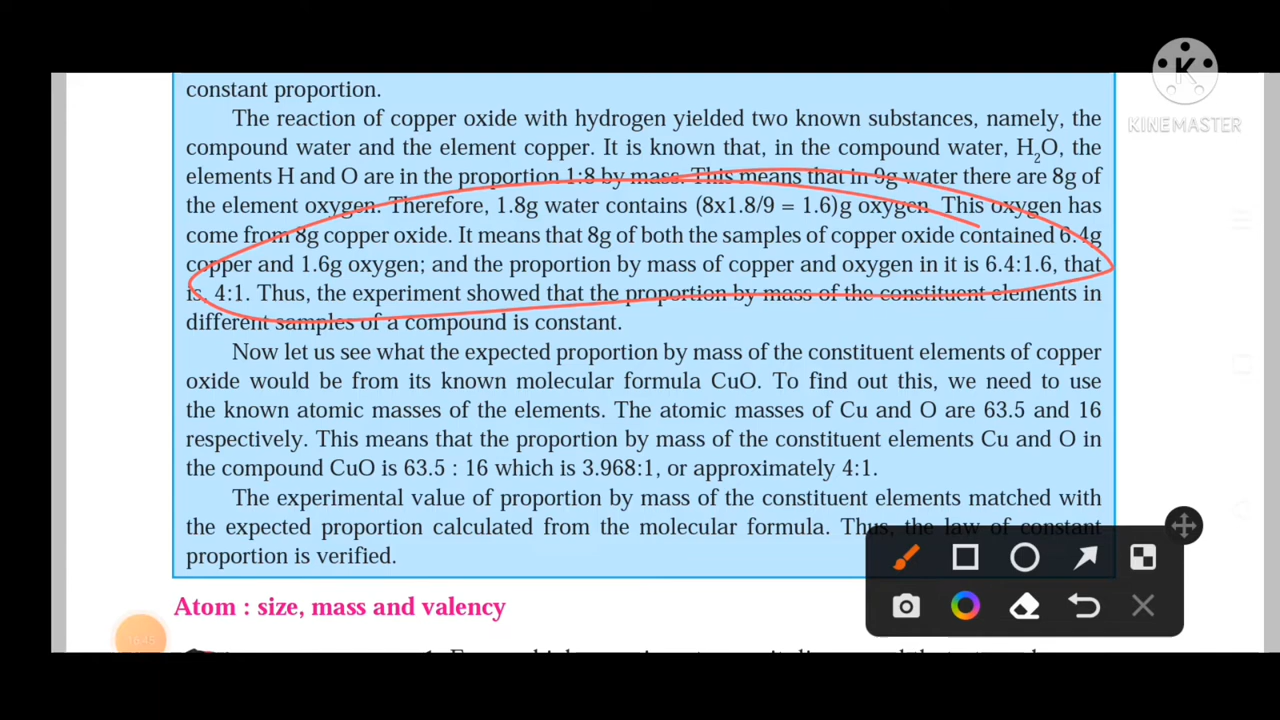 KINEMASTER
constant proportion.
The reaction of copper oxide with hydrogen yielded two known substances, namely, the
compound water and the element copper. It is known that, in the compound water, H₂O, the
elements H and O are in the proportion 1:8 by mass. This means that in 9g water there are 8g of
the element oxygen. Therefore, 1.8g water contains (8x1.8/9 = 1.6)g oxygen. This oxygen has
come from 8g copper oxide. It means that 8g of both the samples of copper oxide contained 6.4g
copper and 1.6g oxygen; and the proportion by mass of copper and oxygen in it is 6.4:1.6, that
is, 4:1. Thus, the experiment showed that the proportion by mass of the constituent elements in
different samples of a compound is constant.
Now let us see what the expected proportion by mass of the constituent elements of copper
oxide would be from its known molecular formula CuO. To find out this, we need to use
the known atomic masses of the elements. The atomic masses of Cu and O are 63.5 and 16
respectively. This means that the proportion by mass of the constituent elements Cu and O in
the compound CuO is 63.5 : 16 which is 3.968:1, or approximately 4:1.
The experimental value of proportion by mass of the constituent elements matched with
the expected proportion calculated from the molecular formula. Thus, the law of constant
proportion is verified.
Atom : size, mass and valency